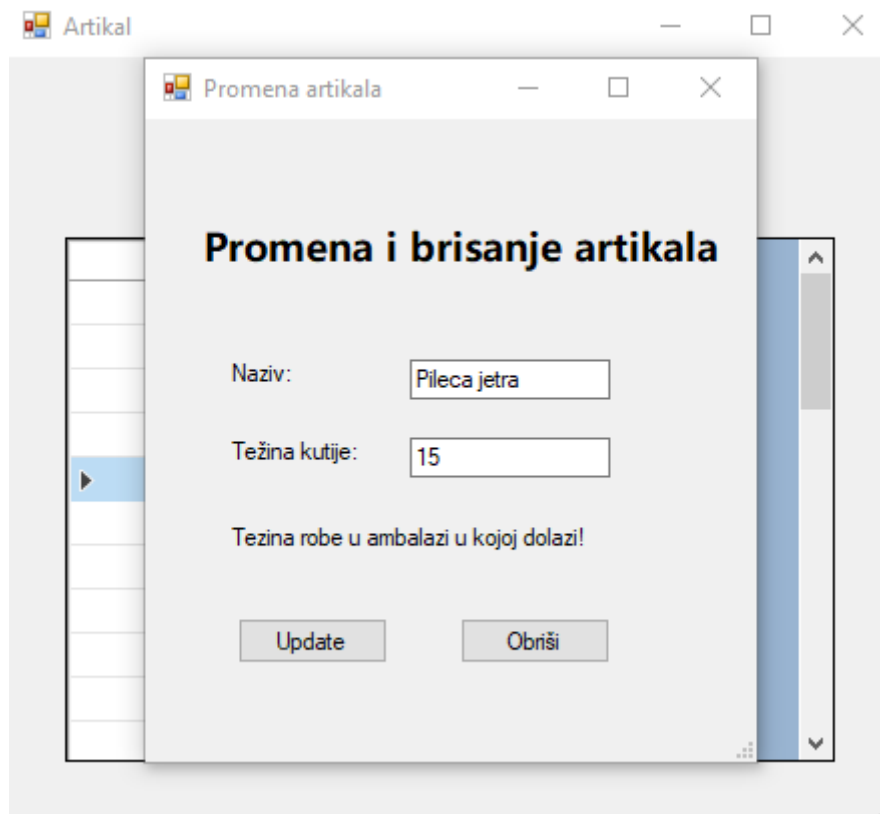 Artikal
Promena artikala
Promena i brisanje artikala
Naziv:
Pileca jetra
Težina kutije:
15
Tezina robe u ambalazi u kojoj dolazi!
Update
Obriši